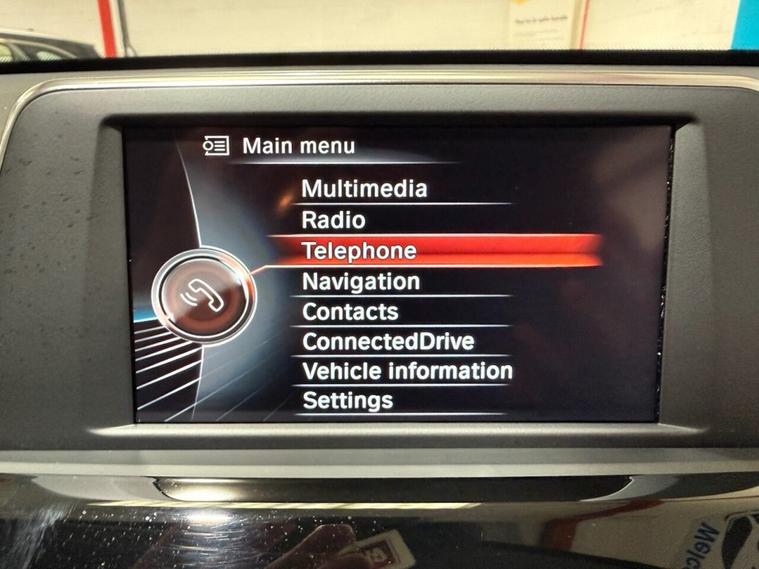 Main menu
Multimedia
Radio
Telephone
Navigation
Contacts
ConnectedDrive
Vehicle information
Settings